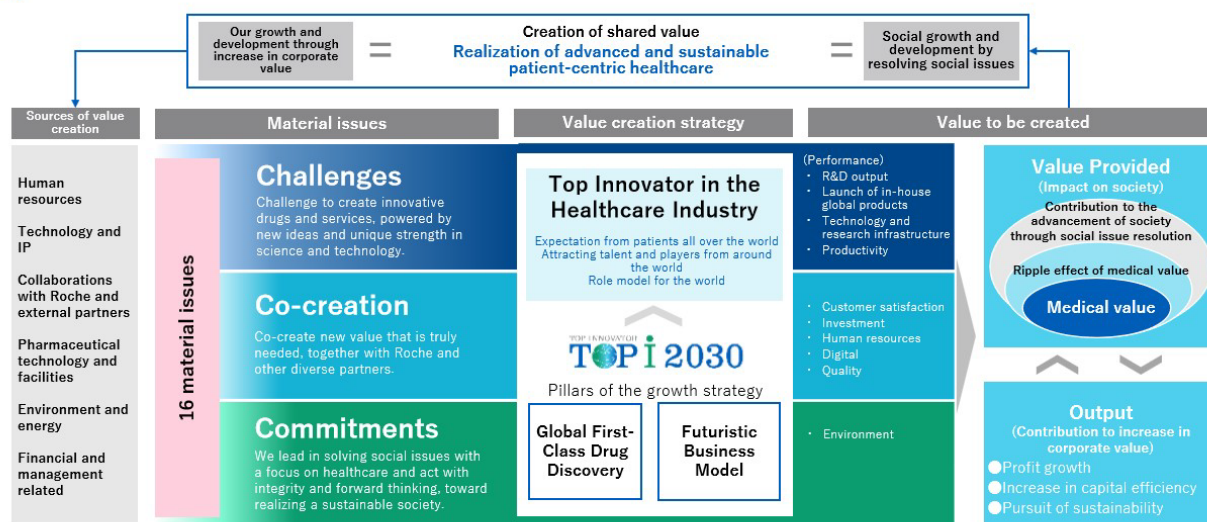 Our growth and
development through
increase in corporate
value
=
Creation of shared value
Realization of advanced and sustainable
patient-centric healthcare
=
Social growth and
development by
resolving social issues
Sources of value
creation
Material issues
Value creation strategy
Value to be created
Human
resources
Technology and
IP
Collaborations
with Roche and
external partners
Pharmaceutical
technology and
facilities
Environment and
energy
Financial and
management
related
16 material issues
Challenges
Challenge to create innovative
drugs and services, powered by
new ideas and unique strength in
science and technology.
Co-creation
Co-create new value that is truly
needed, together with Roche and
other diverse partners.
Commitments
We lead in solving social issues with
a focus on healthcare and act with
integrity and forward thinking, toward
realizing a sustainable society.
Top Innovator in the
Healthcare Industry
Expectation from patients all over the world
Attracting talent and players from around
the world
Role model for the world
TOP INNOVATOR
TOP i 2030
Pillars of the growth strategy
Global First-
Class Drug
Discovery
Futuristic
Business
Model
(Performance)
・ R&D output
・ Launch of in-house
global products
・ Technology and
research infrastructure
・ Productivity
・ Customer satisfaction
・ Investment
・ Human resources
・ Digital
・ Quality
・ Environment
Value Provided
(Impact on society)
Contribution to the
advancement of society
through social issue resolution
Ripple effect of medical value
Medical value
Output
(Contribution to increase in
corporate value)
●Profit growth
●Increase in capital efficiency
●Pursuit of sustainability